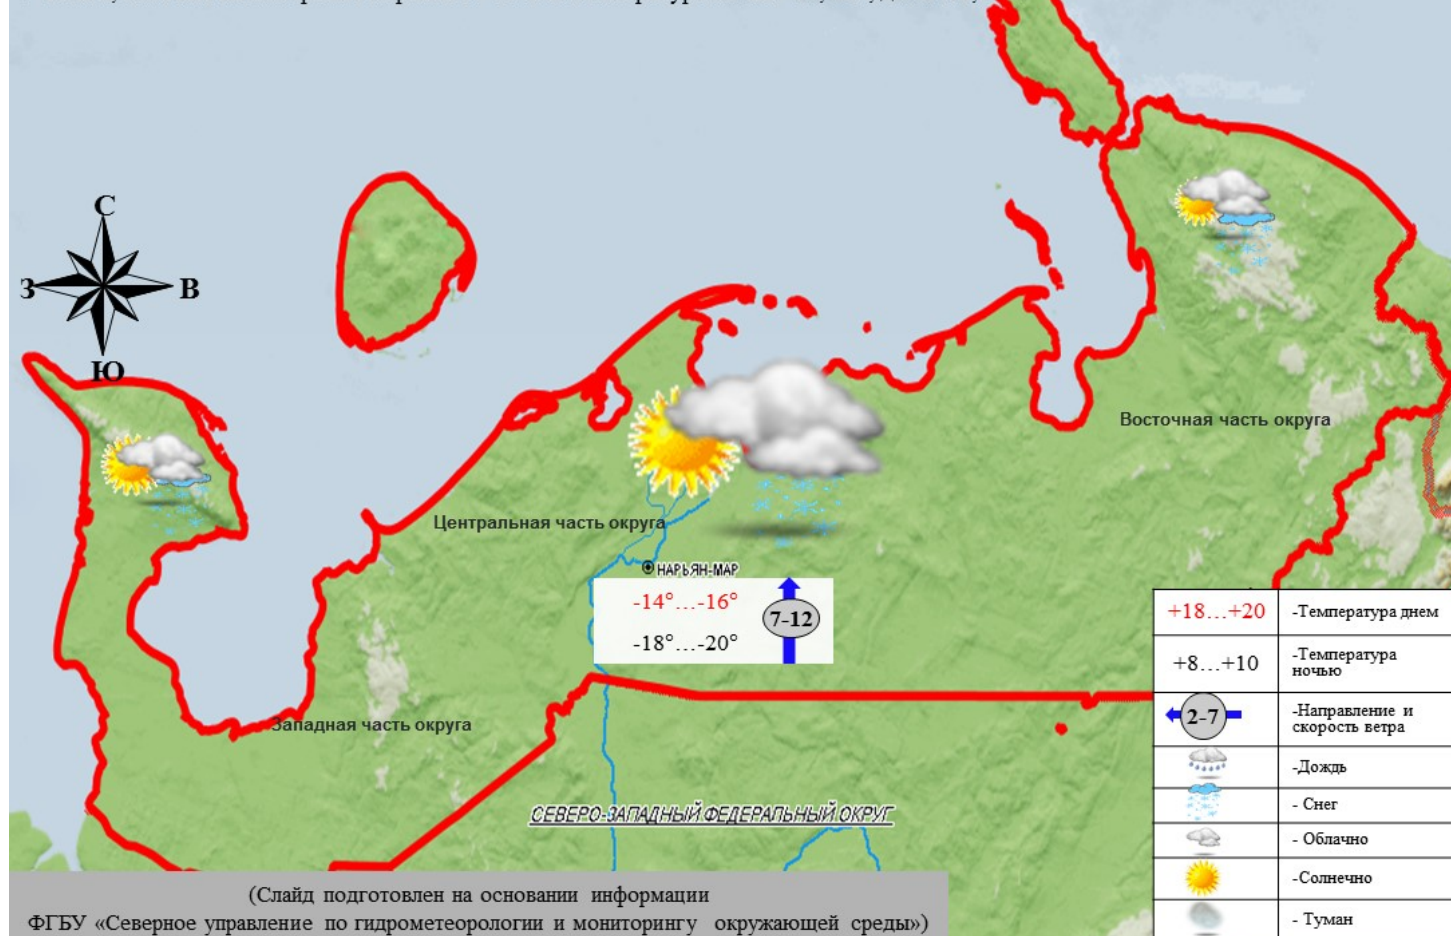 С
З
В
Ю
Восточная часть округа
Центральная часть округа
НАРЬЯН-МАР
-14°…-16°
7-12
-18°…-20°
Западная часть округа
СЕВЕРО-ЗАПАДНЫЙ ФЕДЕРАЛЬНЫЙ ОКРУГ
+18…+20 -Температура днем
+8…+10 -Температура
ночью
2-7 -Направление и
скорость ветра
-Дождь
- Снег
- Облачно
-Солнечно
- Туман
(Слайд подготовлен на основании информации
ФГБУ «Северное управление по гидрометеорологии и мониторингу окружающей среды»)